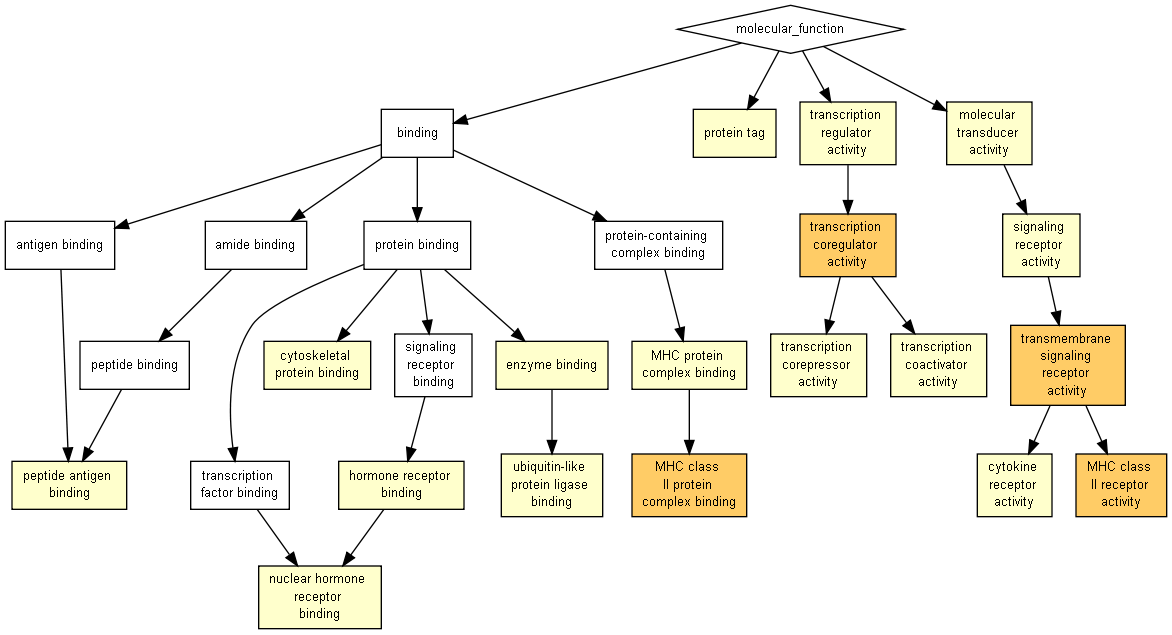 molecular_function
binding
protein tag
transcription
regulator
activity
molecular
transducer
activity
antigen binding
amide binding
protein binding
protein-containing
complex binding
transcription
coregulator
activity
signaling
receptor
activity
peptide binding
cytoskeletal
protein binding
signaling
receptor
binding
enzyme binding
MHC protein
complex binding
transcription
corepressor
activity
transcription
coactivator
activity
transmembrane
signaling
receptor
activity
peptide antigen
binding
transcription
factor binding
hormone receptor
binding
ubiquitin-like
protein ligase
binding
MHC class
II protein
complex binding
cytokine
receptor
activity
MHC class
II receptor
activity
nuclear hormone
receptor
binding